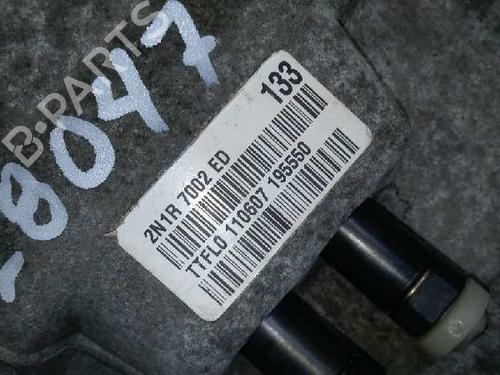 B-PARTS
-8047
133
2N1R 7002 ED
TTFL0 110607 195550